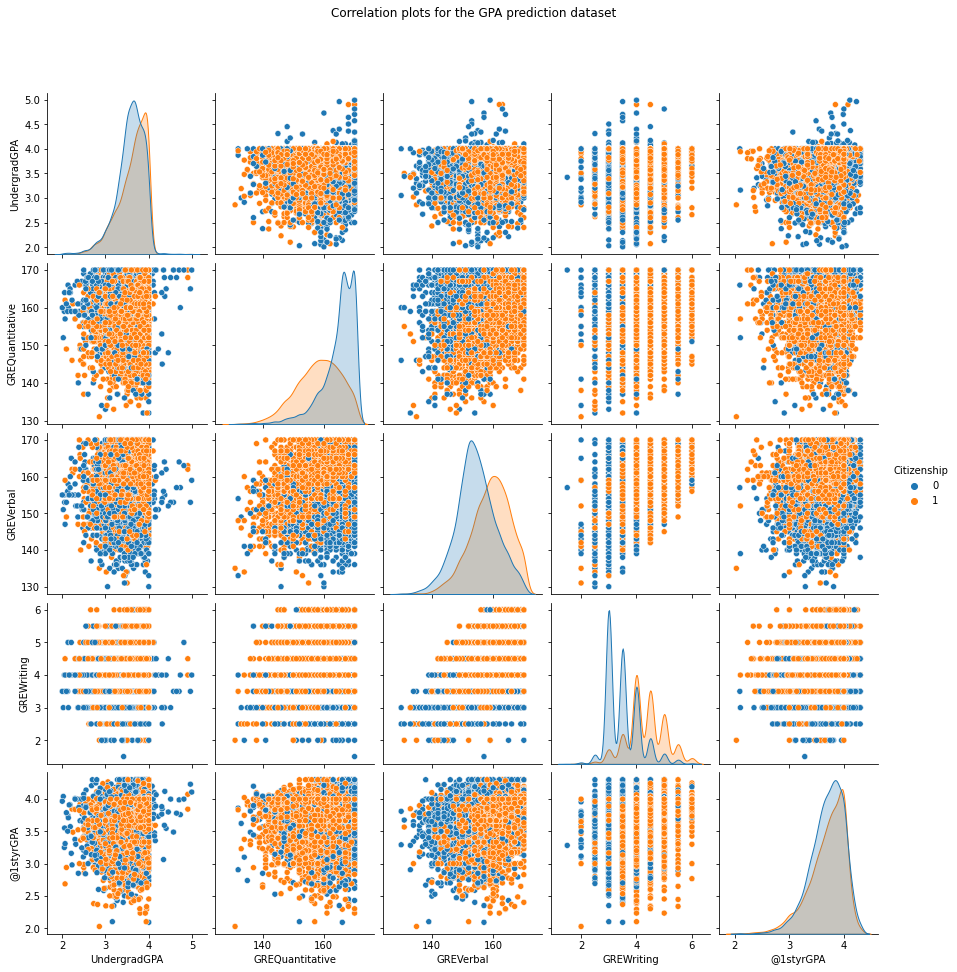 Correlation plots for the GPA prediction dataset
5.0
4.5
4.0
3.5
3.0
2.5
2.0
UndergradGPA
170
160
150
140
130
GREQuantitative
170
160
150
140
130
GREVerbal
Citizenship
0
1
6
5
4
3
2
GREWriting
4.0
3.5
3.0
2.5
2.0
@1styrGPA
2 3 4 5
UndergradGPA
140 160
GREQuantitative
140 160
GREVerbal
2 4 6
GREWriting
2 3 4
@1styrGPA